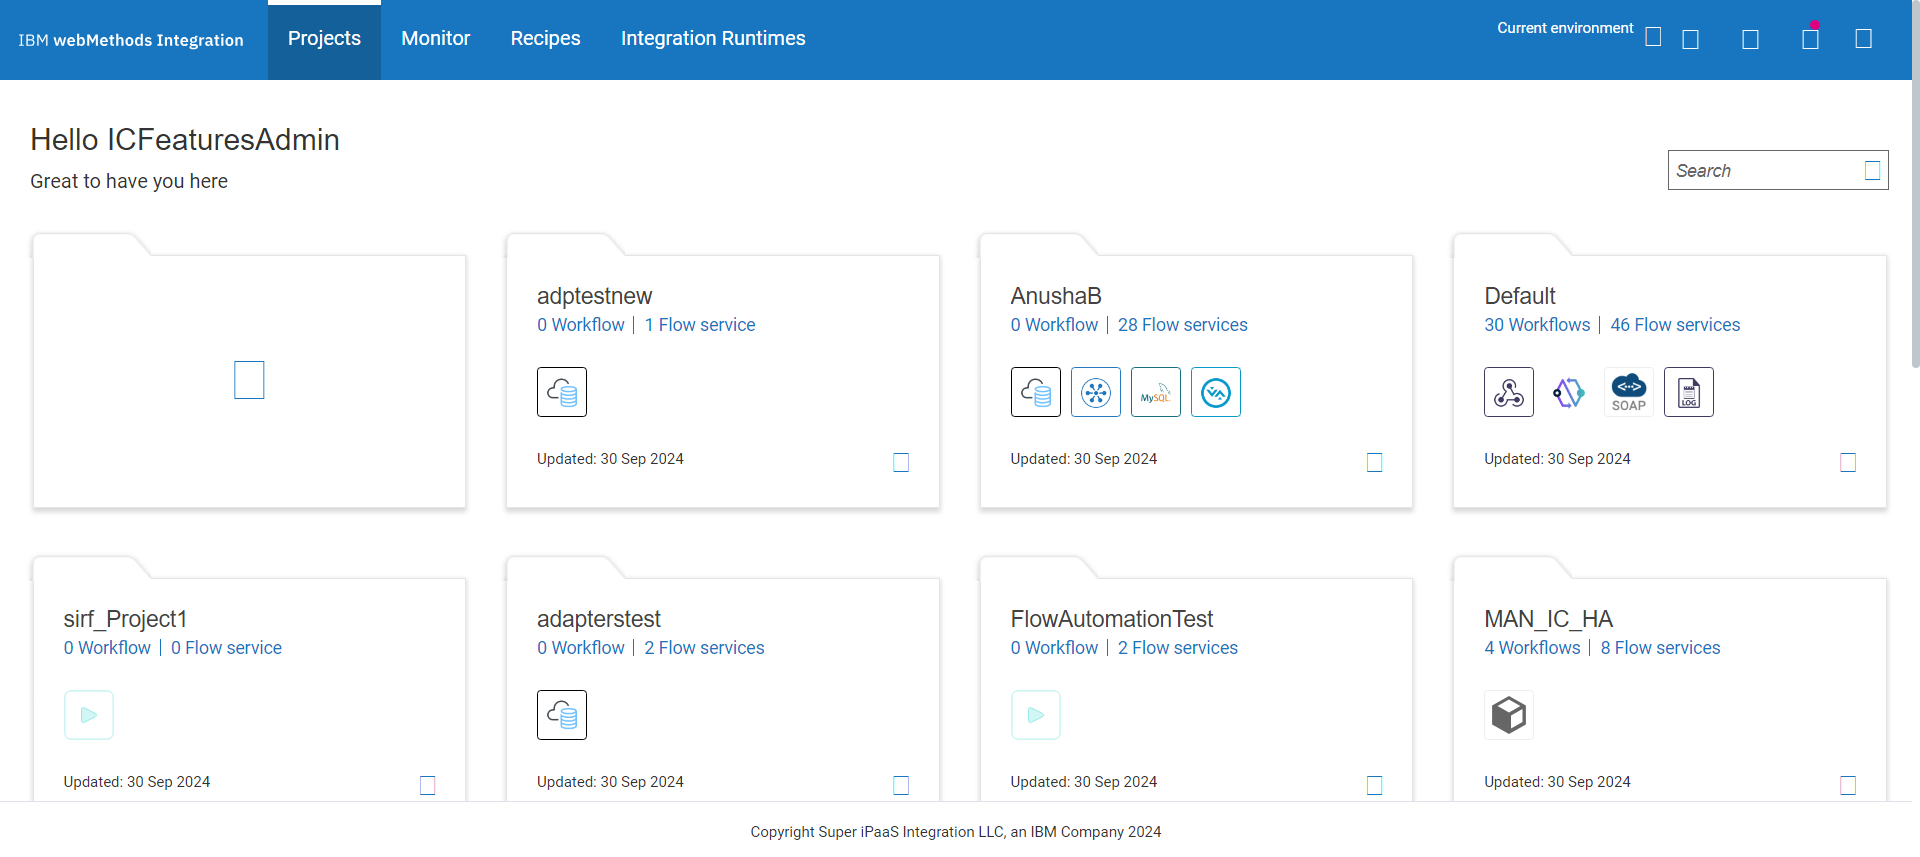 IBM webMethods Integration
Projects
Monitor
Recipes
Integration Runtimes
Current environment
Hello ICFeaturesAdmin
Great to have you here
Search
adptestnew
0 Workflow | 1 Flow service
Updated: 30 Sep 2024
AnushaB
0 Workflow | 28 Flow services
MySQL
Updated: 30 Sep 2024
Default
30 Workflows | 46 Flow services
SOAP
LOG
Updated: 30 Sep 2024
sirf_Project1
0 Workflow | 0 Flow service
Updated: 30 Sep 2024
adapterstest
0 Workflow | 2 Flow services
Updated: 30 Sep 2024
FlowAutomationTest
0 Workflow | 2 Flow services
Updated: 30 Sep 2024
MAN_IC_HA
4 Workflows | 8 Flow services
Updated: 30 Sep 2024
Copyright Super iPaaS Integration LLC, an IBM Company 2024